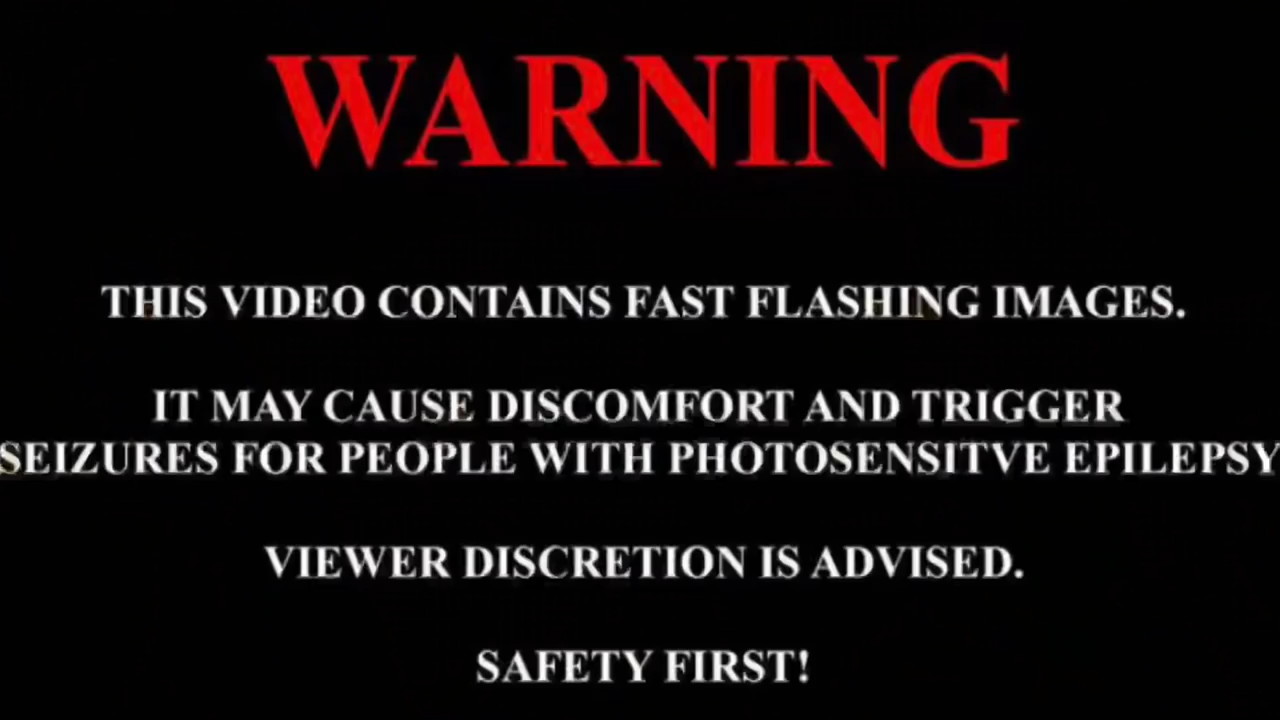 WARNING
THIS VIDEO CONTAINS FAST FLASHING IMAGES.
IT MAY CAUSE DISCOMFORT AND TRIGGER
SEIZURES FOR PEOPLE WITH PHOTOSENSITVE EPILEPSY
VIEWER DISCRETION IS ADVISED.
SAFETY FIRST!